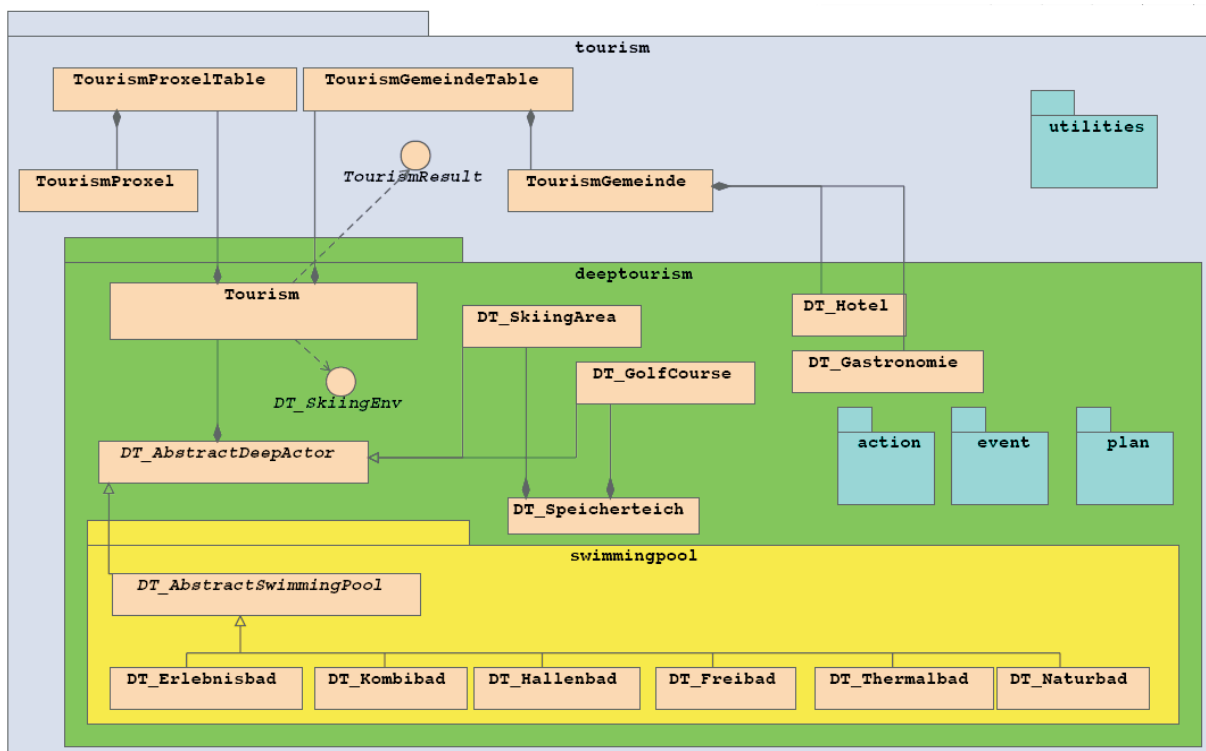 tourism
TourismProxelTable
TourismGemeindeTable
utilities
TourismProxel
TourismResult
TourismGemeinde
deeptourism
Tourism
DT_Hotel
DT_SkiingArea
DT_Gastronomie
DT_GolfCourse
DT_SkiingEnv
action
event
plan
DT_AbstractDeepActor
DT_Speicherteich
swimmingpool
DT_AbstractSwimmingPool
DT_Erlebnisbad
DT_Kombibad
DT_Hallenbad
DT_Freibad
DT_Thermalbad
DT_Naturbad